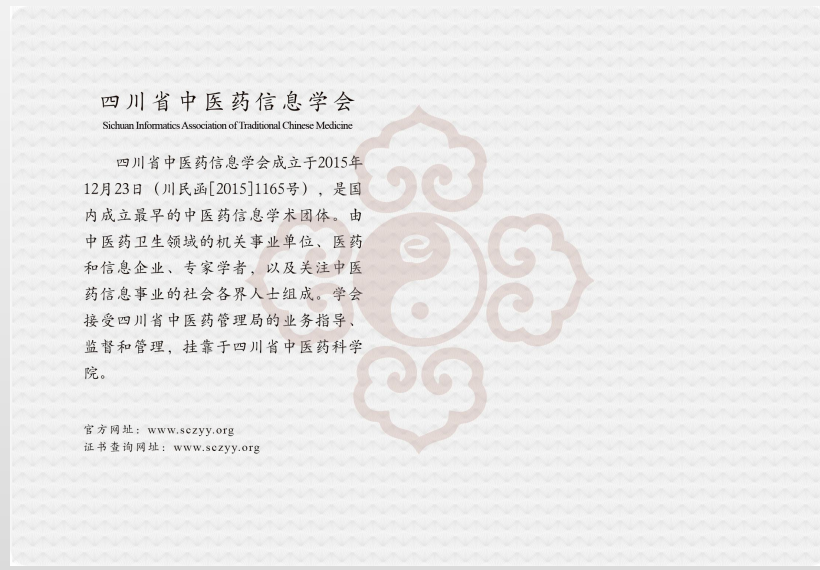 四川省中医药信息学会
Sichuan Informatics Association of Traditional Chinese Medicine
四川省中医药信息学会成立于2015年
12月23日（川民函[2015]1165号），是国
内成立最早的中医药信息学术团体。由
中医药卫生领域的机关事业单位、医药
和信息企业、专家学者，以及关注中医
药信息事业的社会各界人士组成。学会
接受四川省中医药管理局的业务指导、
监督和管理，挂靠于四川省中医药科学
院。
官方网址：www.sczyy.org
证书查询网址：www.sczyy.org